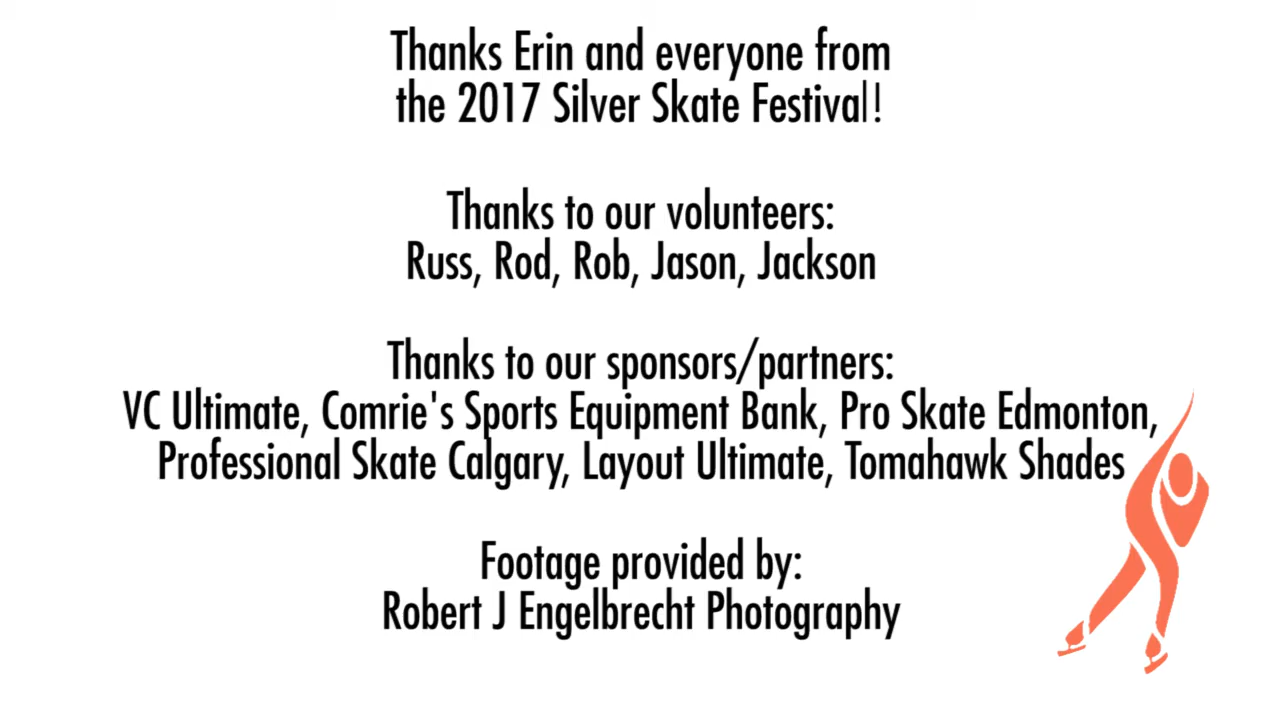 Thanks Erin and everyone from
the 2017 Silver Skate Festival!
Thanks to our volunteers:
Russ, Rod, Rob, Jason, Jackson
Thanks to our sponsors/partners:
VC Ultimate, Comrie's Sports Equipment Bank, Pro Skate Edmonton,
Professional Skate Calgary, Layout Ultimate, Tomahawk Shades
Footage provided by:
Robert J Engelbrecht Photography